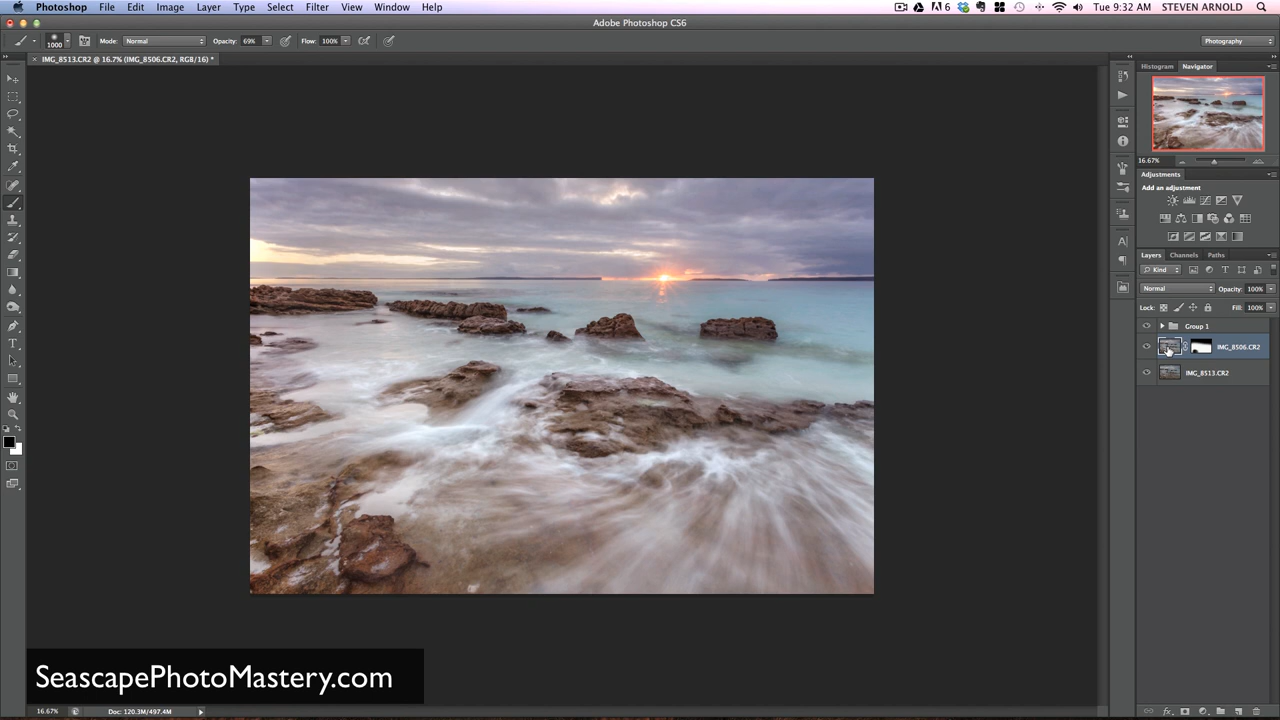 Photoshop File Edit Image Layer Type Select Filter View Window Help 6 Tue 9:32 AM STEVEN ARNOLD
Adobe Photoshop CS6
1000 Mode: Normal Opacity: 69% Flow: 100% Photography
× IMG_8513.CR2 @ 16.7% (IMG_8506.CR2, RGB/16) *
Histogram Navigator
16.67%
Adjustments
Add an adjustment
Layers Channels Paths
Kind
Normal Opacity: 100%
Lock: Fill: 100%
Group 1
IMG_8506.CR2
IMG_8513.CR2
SeascapePhotoMastery.com
16.67% Doc: 120.3M/497.4M